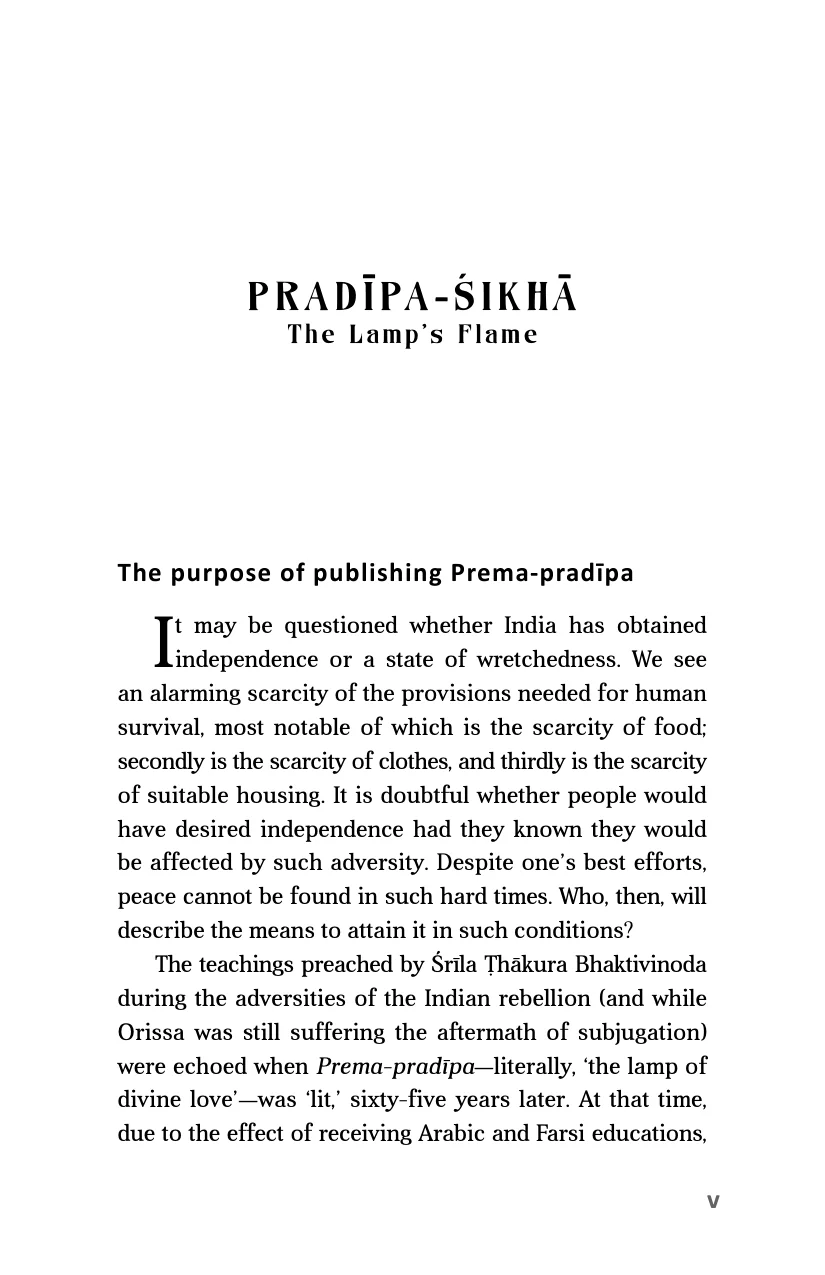 PRADĪPA-ŚIKHĀ
The Lamp's Flame
The purpose of publishing Prema-pradīpa
It may be questioned whether India has obtained
independence or a state of wretchedness. We see
an alarming scarcity of the provisions needed for human
survival, most notable of which is the scarcity of food;
secondly is the scarcity of clothes, and thirdly is the scarcity
of suitable housing. It is doubtful whether people would
have desired independence had they known they would
be affected by such adversity. Despite one's best efforts,
peace cannot be found in such hard times. Who, then, will
describe the means to attain it in such conditions?
The teachings preached by Śrīla Ṭhākura Bhaktivinoda
during the adversities of the Indian rebellion (and while
Orissa was still suffering the aftermath of subjugation)
were echoed when Prema-pradīpa—literally, 'the lamp of
divine love'—was 'lit,' sixty-five years later. At that time,
due to the effect of receiving Arabic and Farsi educations,
v